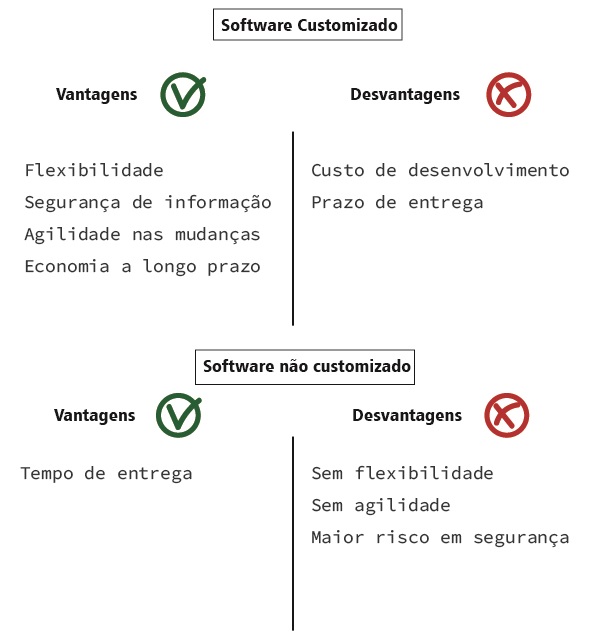 Software Customizado
Vantagens
Desvantagens
Flexibilidade
Segurança de informação
Agilidade nas mudanças
Economia a longo prazo
Custo de desenvolvimento
Prazo de entrega
Software não customizado
Vantagens
Desvantagens
Tempo de entrega
Sem flexibilidade
Sem agilidade
Maior risco em segurança